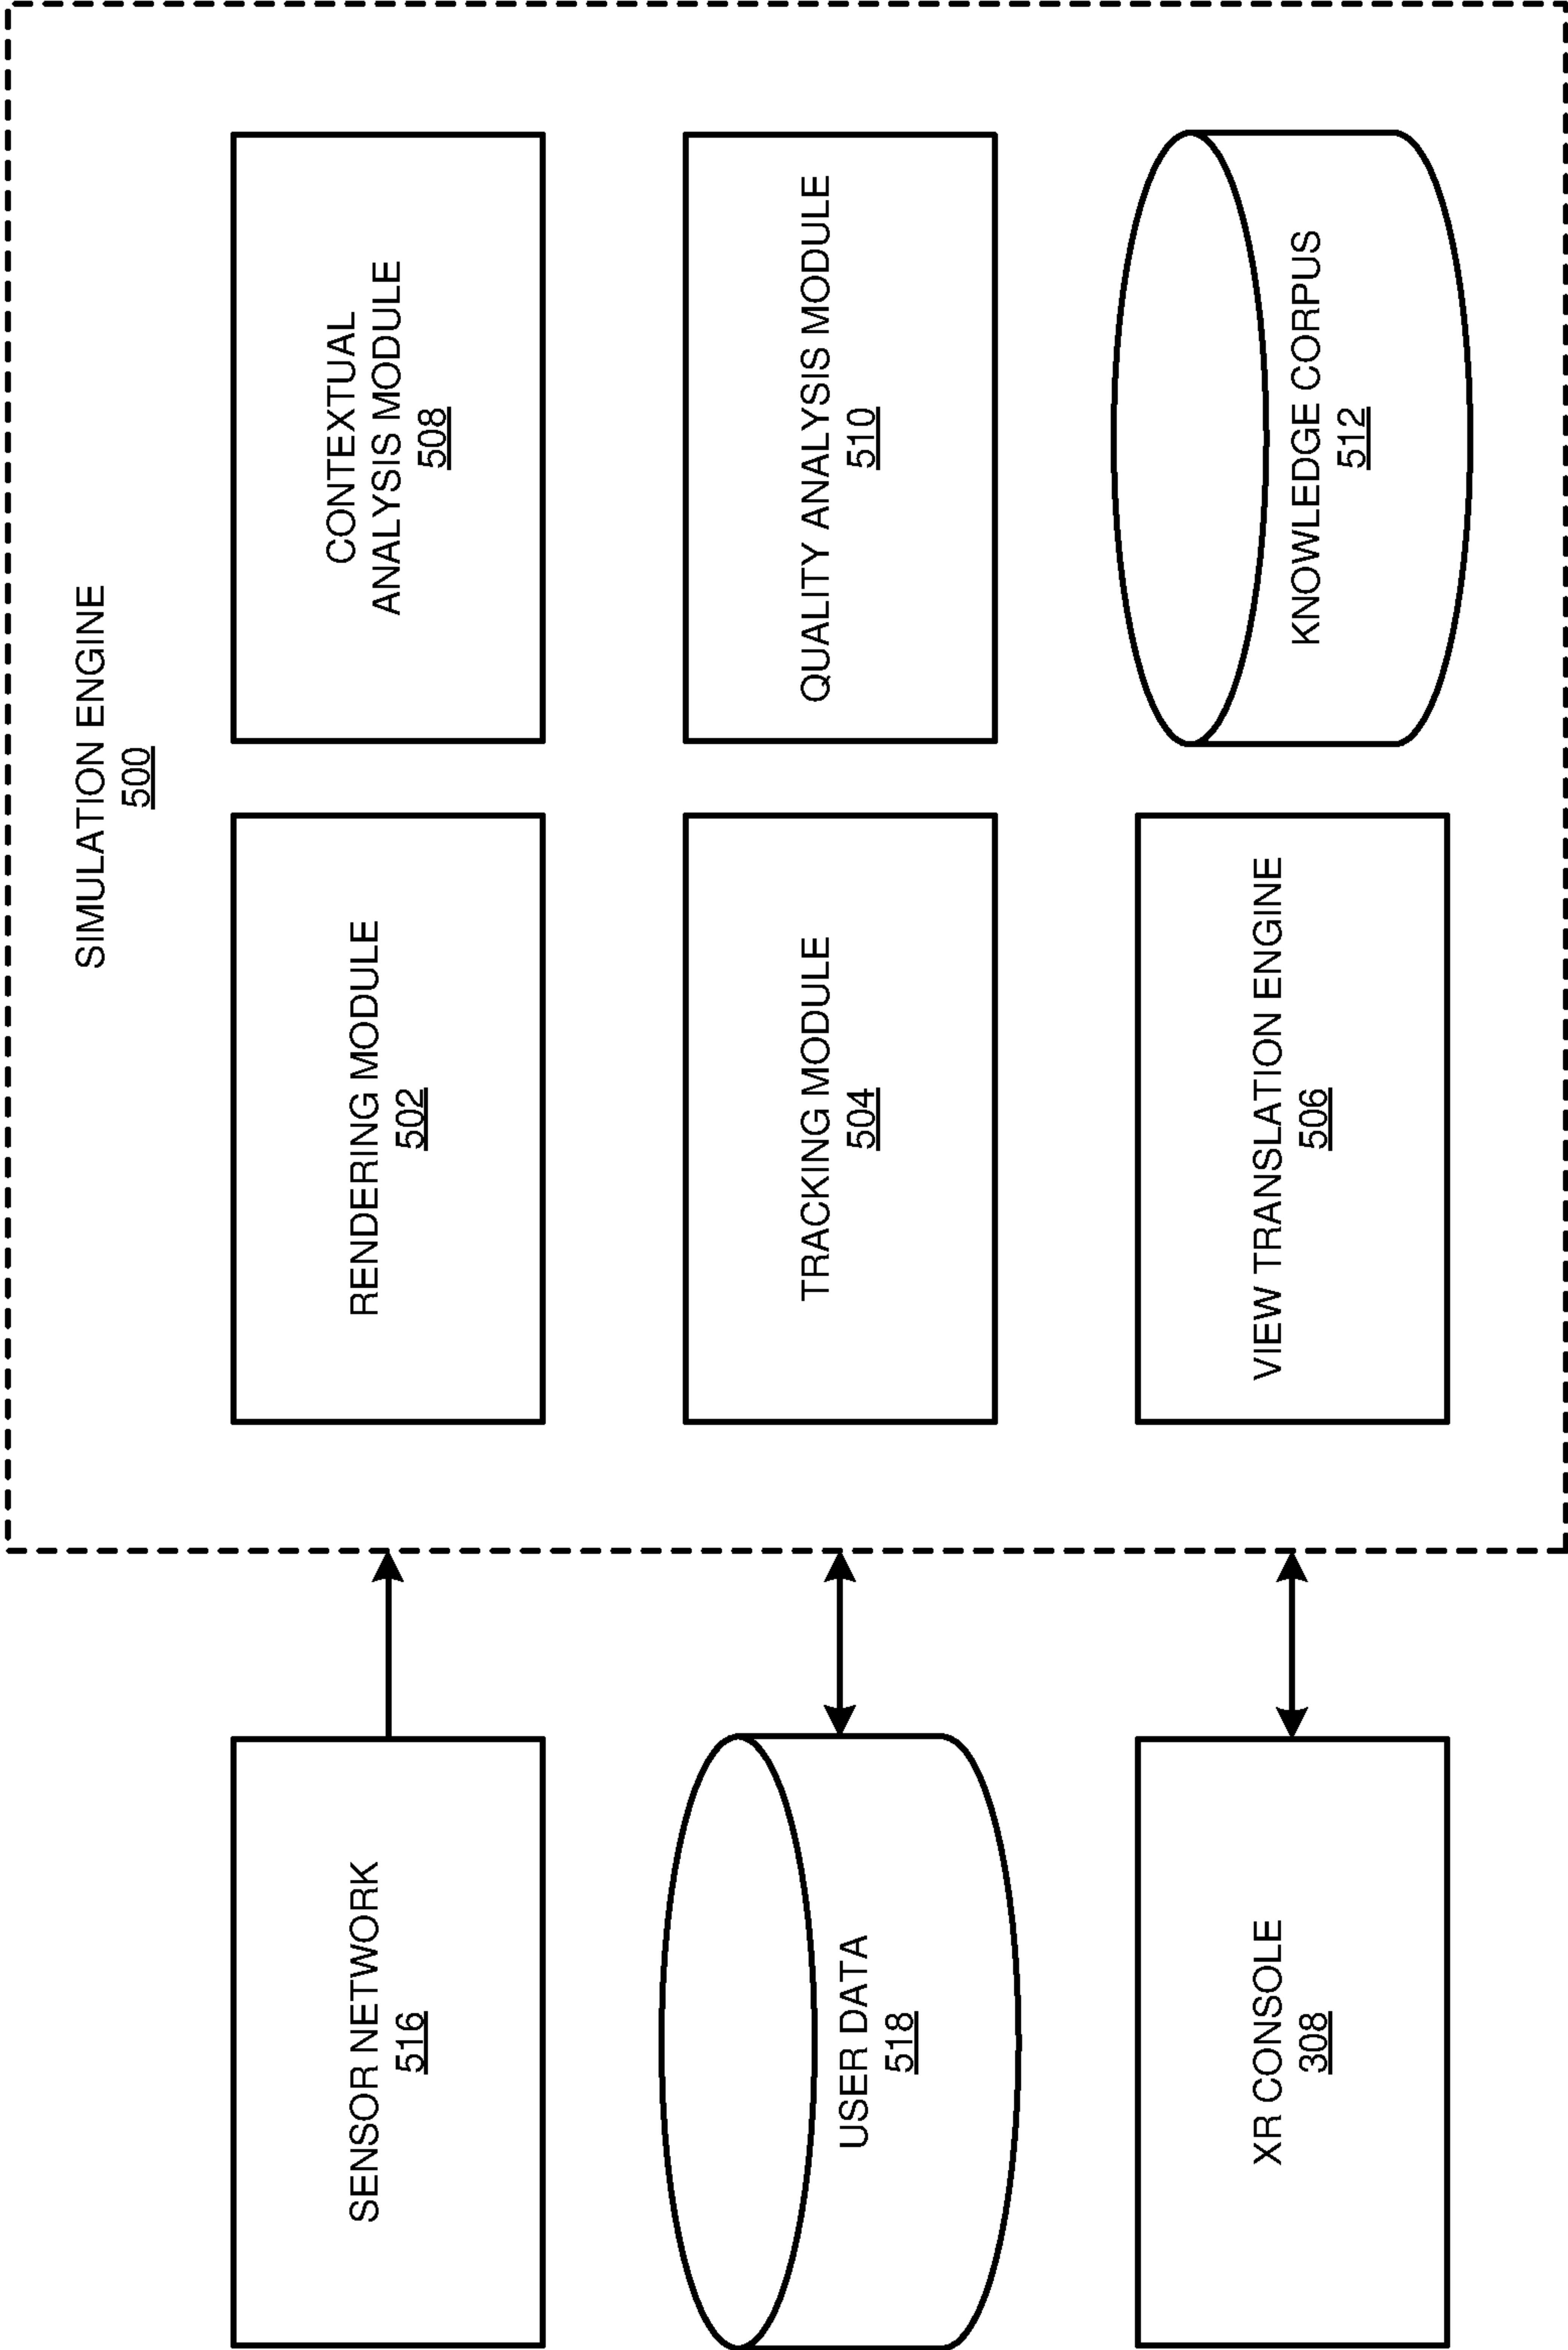 SIMULATION ENGINE
500
SENSOR NETWORK
516
RENDERING MODULE
502
CONTEXTUAL
ANALYSIS MODULE
508
USER DATA
518
TRACKING MODULE
504
QUALITY ANALYSIS MODULE
510
XR CONSOLE
308
VIEW TRANSLATION ENGINE
506
KNOWLEDGE CORPUS
512